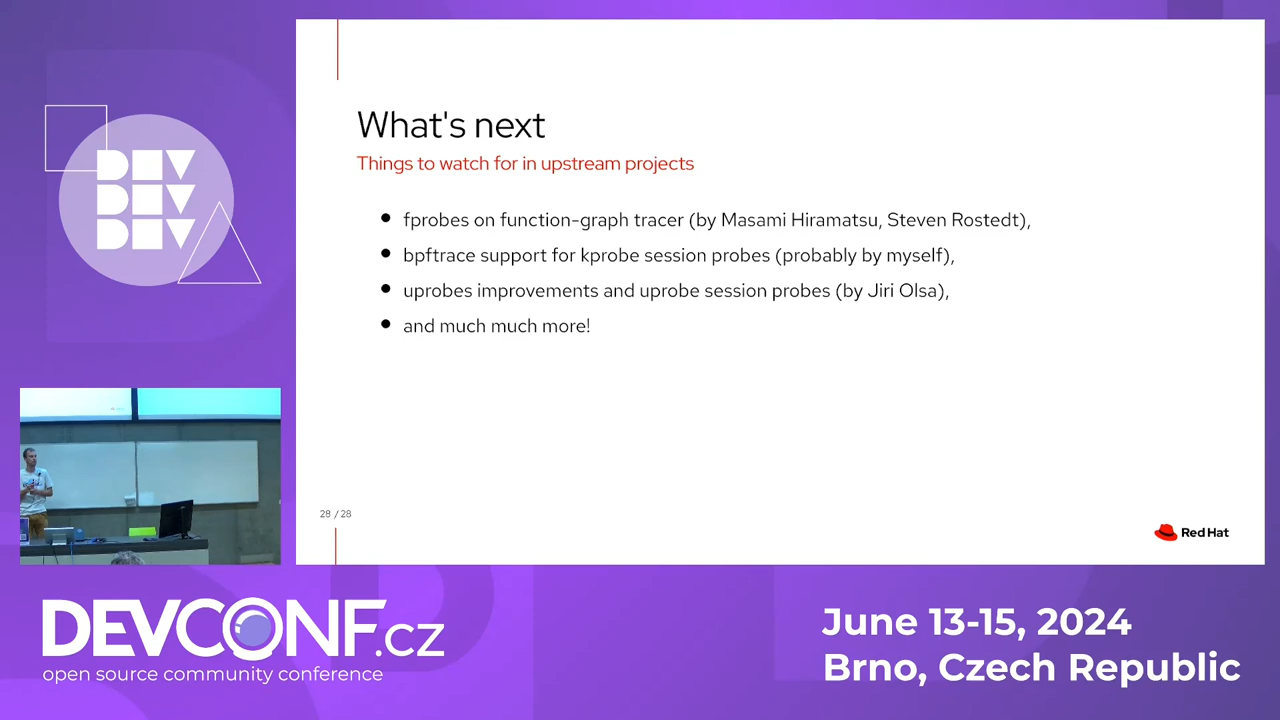 DEV
DEV
DEV
What's next
Things to watch for in upstream projects
• fprobes on function-graph tracer (by Masami Hiramatsu, Steven Rostedt),
• bpftrace support for kprobe session probes (probably by myself),
• uprobes improvements and uprobe session probes (by Jiri Olsa),
• and much much more!
28 / 28
Red Hat
DEVCONF.cz
open source community conference
June 13-15, 2024
Brno, Czech Republic